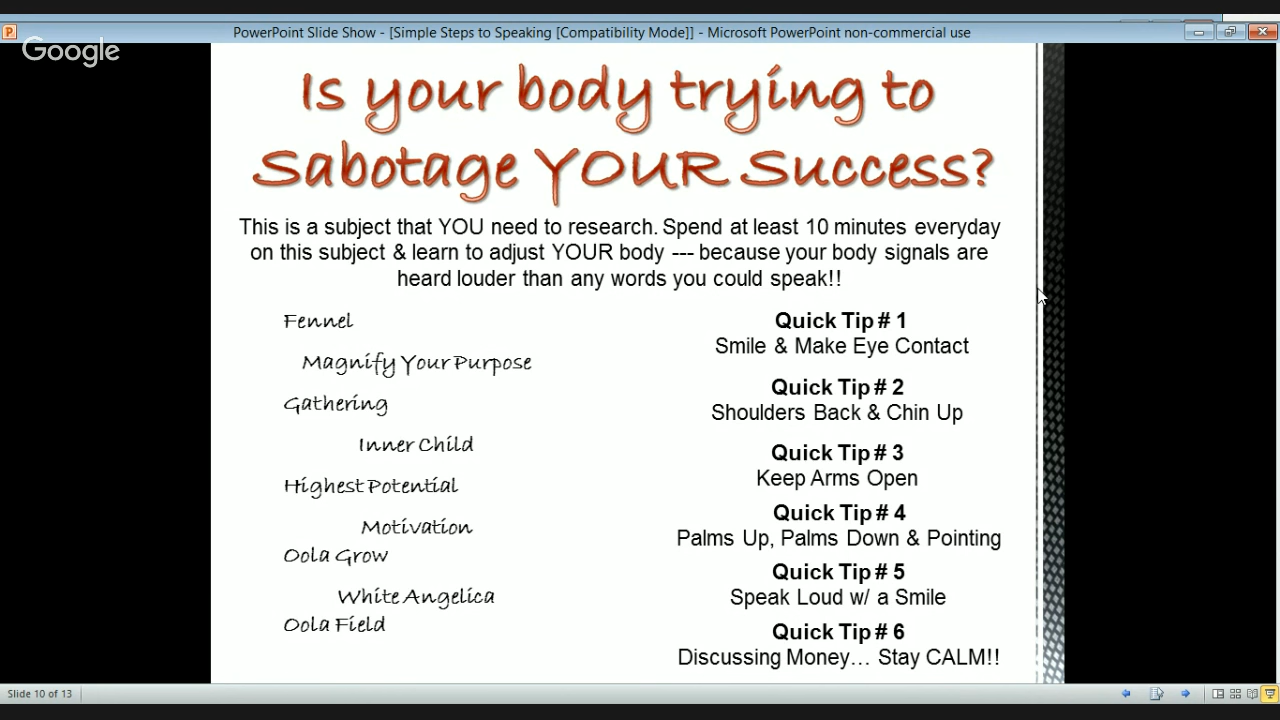 PowerPoint Slide Show - [Simple Steps to Speaking [Compatibility Mode]] - Microsoft PowerPoint non-commercial use
Google
Is your body trying to
Sabotage YOUR Success?
This is a subject that YOU need to research. Spend at least 10 minutes everyday
on this subject & learn to adjust YOUR body --- because your body signals are
heard louder than any words you could speak!!
Fennel
Magnify Your Purpose
Gathering
Inner Child
Highest Potential
Motivation
Oola Grow
White Angelica
Oola Field
Quick Tip # 1
Smile & Make Eye Contact
Quick Tip # 2
Shoulders Back & Chin Up
Quick Tip # 3
Keep Arms Open
Quick Tip # 4
Palms Up, Palms Down & Pointing
Quick Tip # 5
Speak Loud w/ a Smile
Quick Tip # 6
Discussing Money... Stay CALM!!
Slide 10 of 13